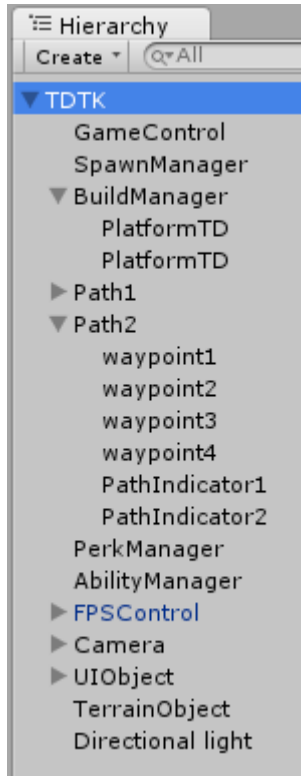 Hierarchy
Create All
TDTK
GameControl
SpawnManager
BuildManager
PlatformTD
PlatformTD
Path1
Path2
waypoint1
waypoint2
waypoint3
waypoint4
PathIndicator1
PathIndicator2
PerkManager
AbilityManager
FPSControl
Camera
UIObject
TerrainObject
Directional light